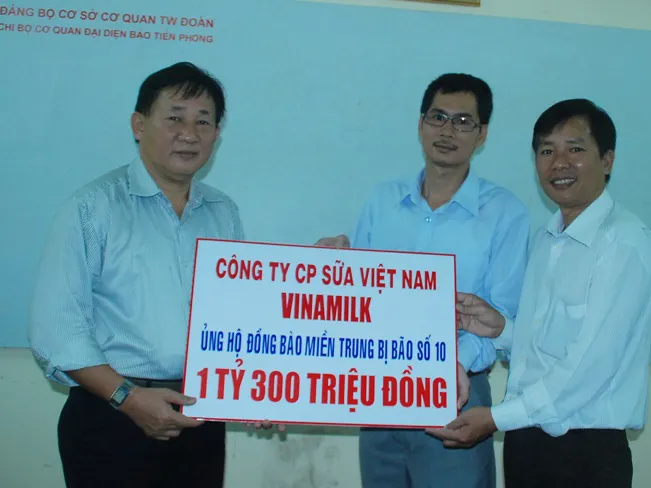 ĐẢNG BỘ CƠ SỞ CƠ QUAN TW ĐOÀN
CHI BỘ CƠ QUAN ĐẠI DIỆN BÁO TIỀN PHONG
CÔNG TY CP SỮA VIỆT NAM
VINAMILK
ỦNG HỘ ĐỒNG BÀO MIỀN TRUNG BỊ BÃO SỐ 10
1 TỶ 300 TRIỆU ĐỒNG